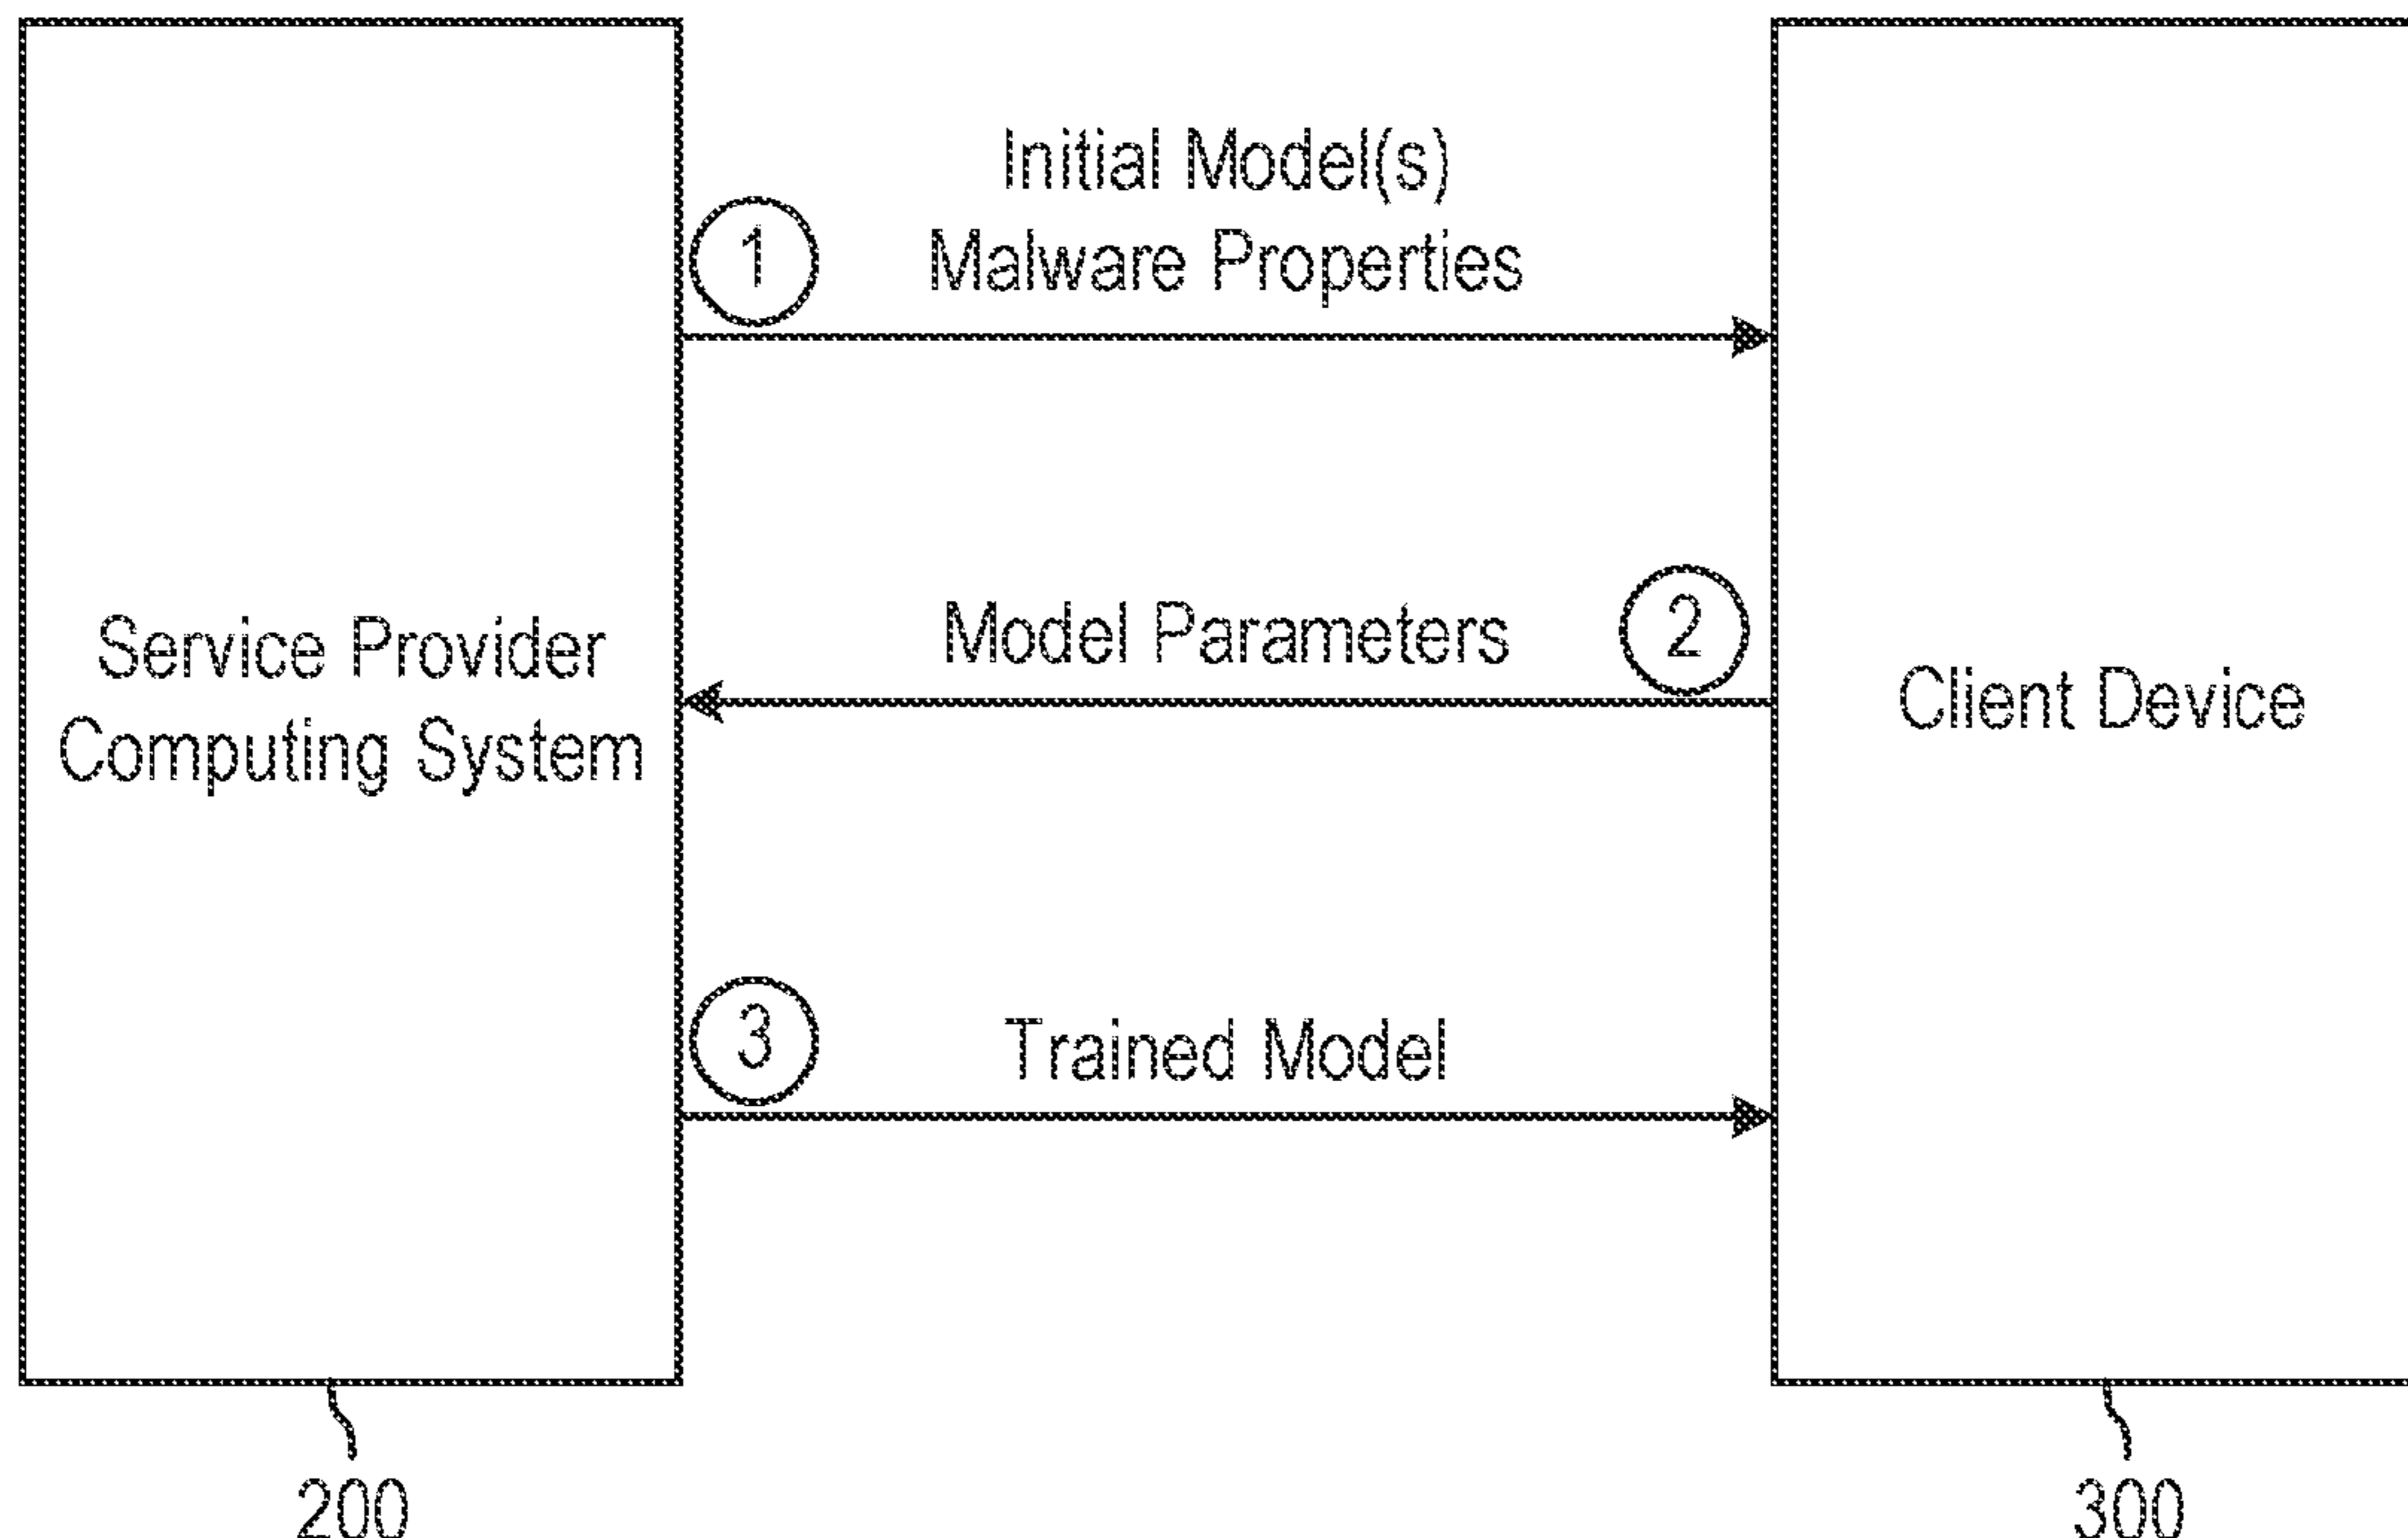 Initial Model(s)
1
Malware Properties
Service Provider
Computing System
Model Parameters
2
Client Device
3
Trained Model
200
300